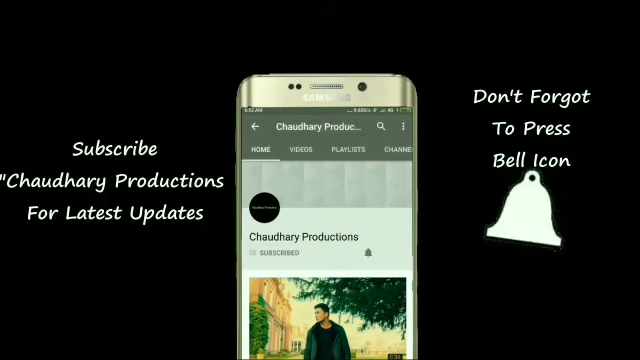 Subscribe
"Chaudhary Productions
For Latest Updates
SAMSUNG
Chaudhary Produc...
HOME VIDEOS PLAYLISTS CHANNE
Chaudhary Productions
SUBSCRIBED
Don't Forgot
To Press
Bell Icon